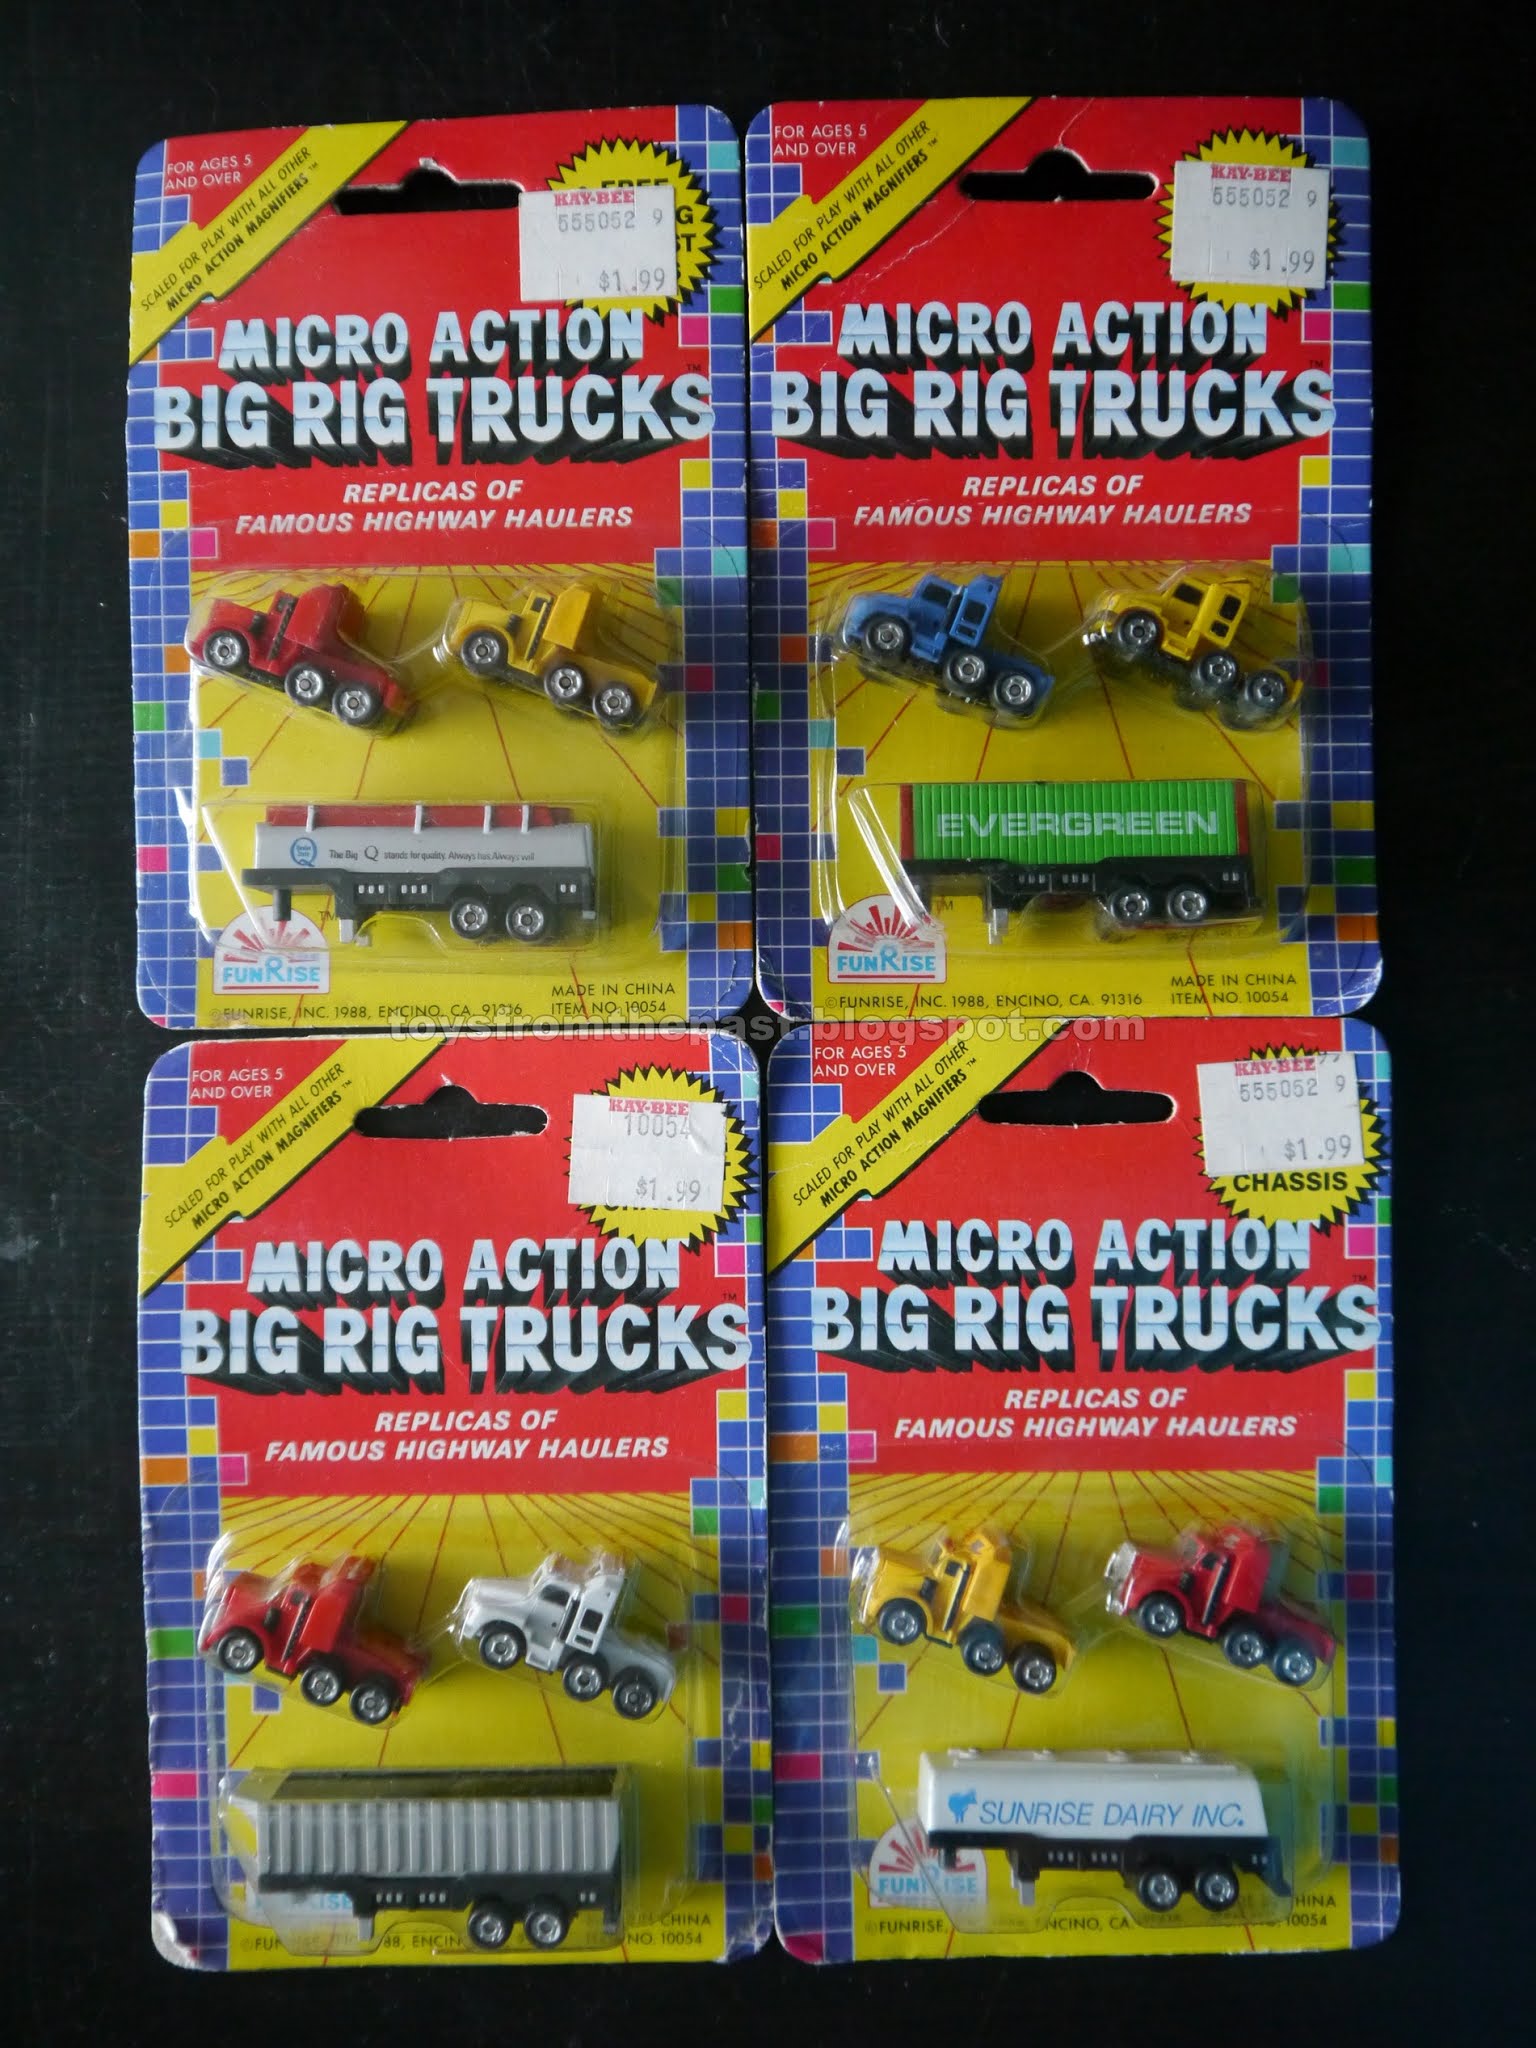 FOR AGES 5
AND OVER
SCALED FOR PLAY WITH ALL OTHER
MICRO ACTION MAGNIFIERS™
KAY-BEE
555052 9
$1.99
MICRO ACTION
BIG RIG TRUCKS™
REPLICAS OF
FAMOUS HIGHWAY HAULERS
The Big Q stands for quality. Always has. Always will
™
FUNRISE
MADE IN CHINA
©FUNRISE, INC. 1988, ENCINO, CA. 91316 ITEM NO. 10054
FOR AGES 5
AND OVER
SCALED FOR PLAY WITH ALL OTHER
MICRO ACTION MAGNIFIERS™
KAY-BEE
555052 9
$1.99
MICRO ACTION
BIG RIG TRUCKS™
REPLICAS OF
FAMOUS HIGHWAY HAULERS
EVERGREEN
™
FUNRISE
MADE IN CHINA
©FUNRISE, INC. 1988, ENCINO, CA. 91316 ITEM NO. 10054
toysfromthepast.blogspot.com
FOR AGES 5
AND OVER
SCALED FOR PLAY WITH ALL OTHER
MICRO ACTION MAGNIFIERS™
KAY-BEE
10054
$1.99
MICRO ACTION
BIG RIG TRUCKS™
REPLICAS OF
FAMOUS HIGHWAY HAULERS
CHINA
88, ENCIN NO. 10054
FOR AGES 5
AND OVER
SCALED FOR PLAY WITH ALL OTHER
MICRO ACTION MAGNIFIERS™
KAY-BEE
555052 9
$1.99
CHASSIS
MICRO ACTION
BIG RIG TRUCKS™
REPLICAS OF
FAMOUS HIGHWAY HAULERS
SUNRISE DAIRY INC.
FUNRISE
CHINA
©FUNRISE, ENCINO, CA 10054